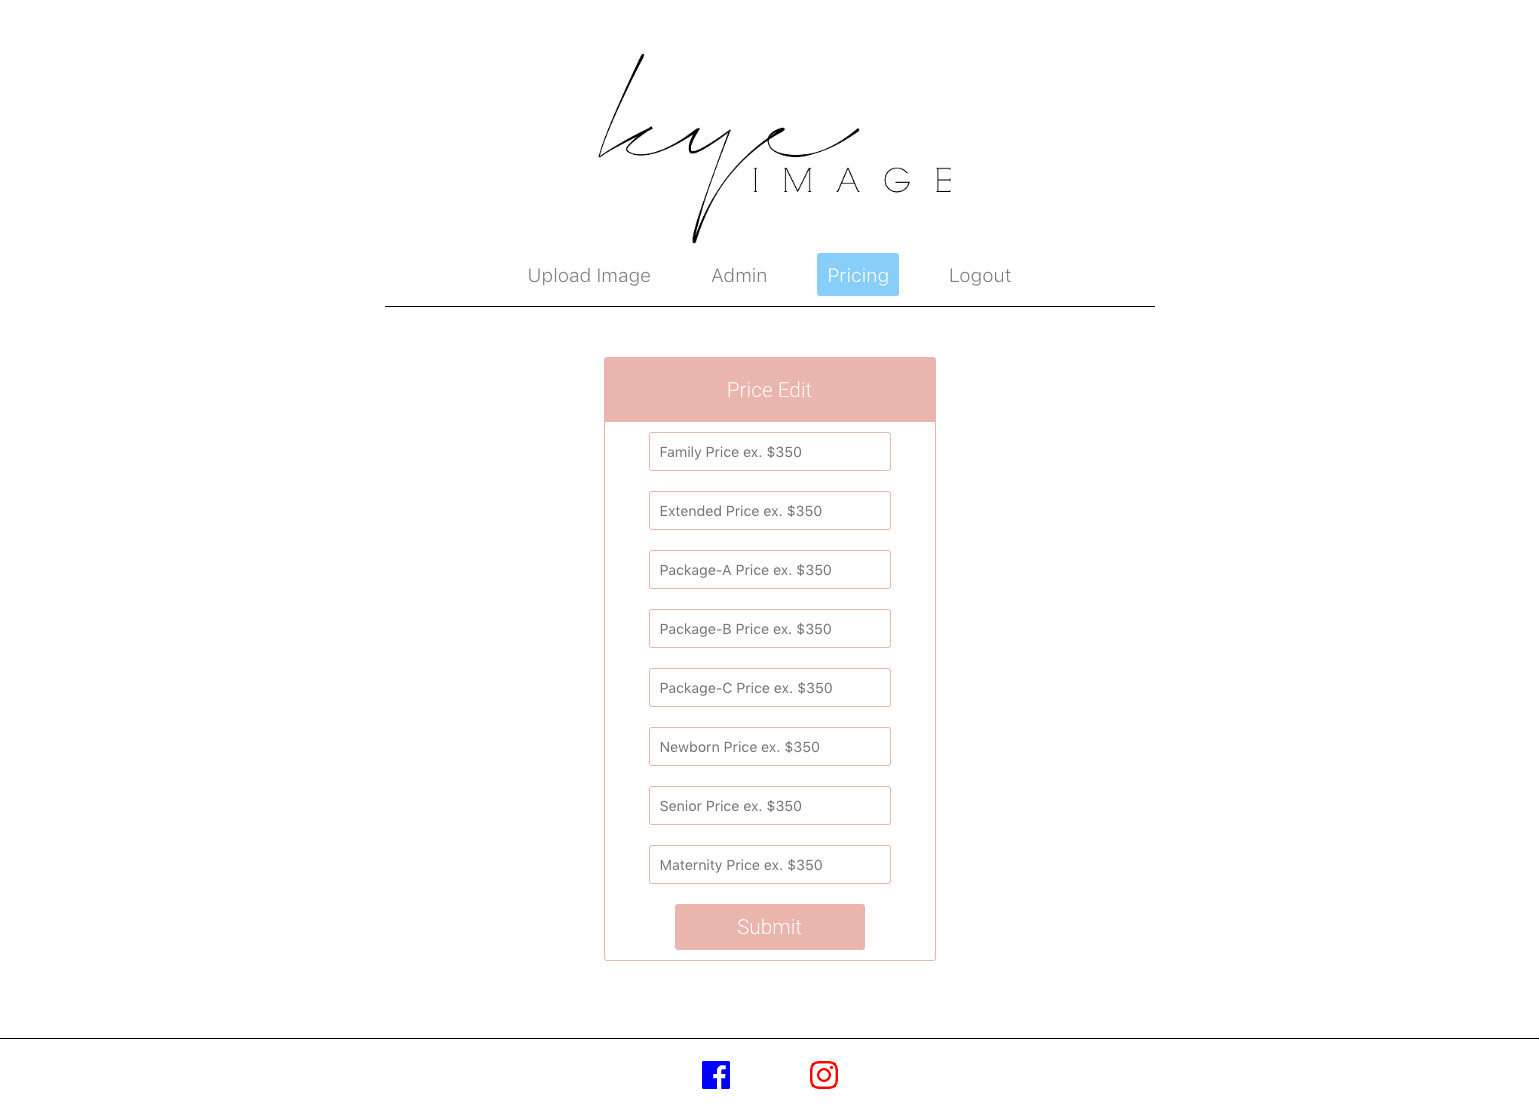 kye
IMAGE
Upload Image Admin Pricing Logout
Price Edit
Family Price ex. $350
Extended Price ex. $350
Package-A Price ex. $350
Package-B Price ex. $350
Package-C Price ex. $350
Newborn Price ex. $350
Senior Price ex. $350
Maternity Price ex. $350
Submit